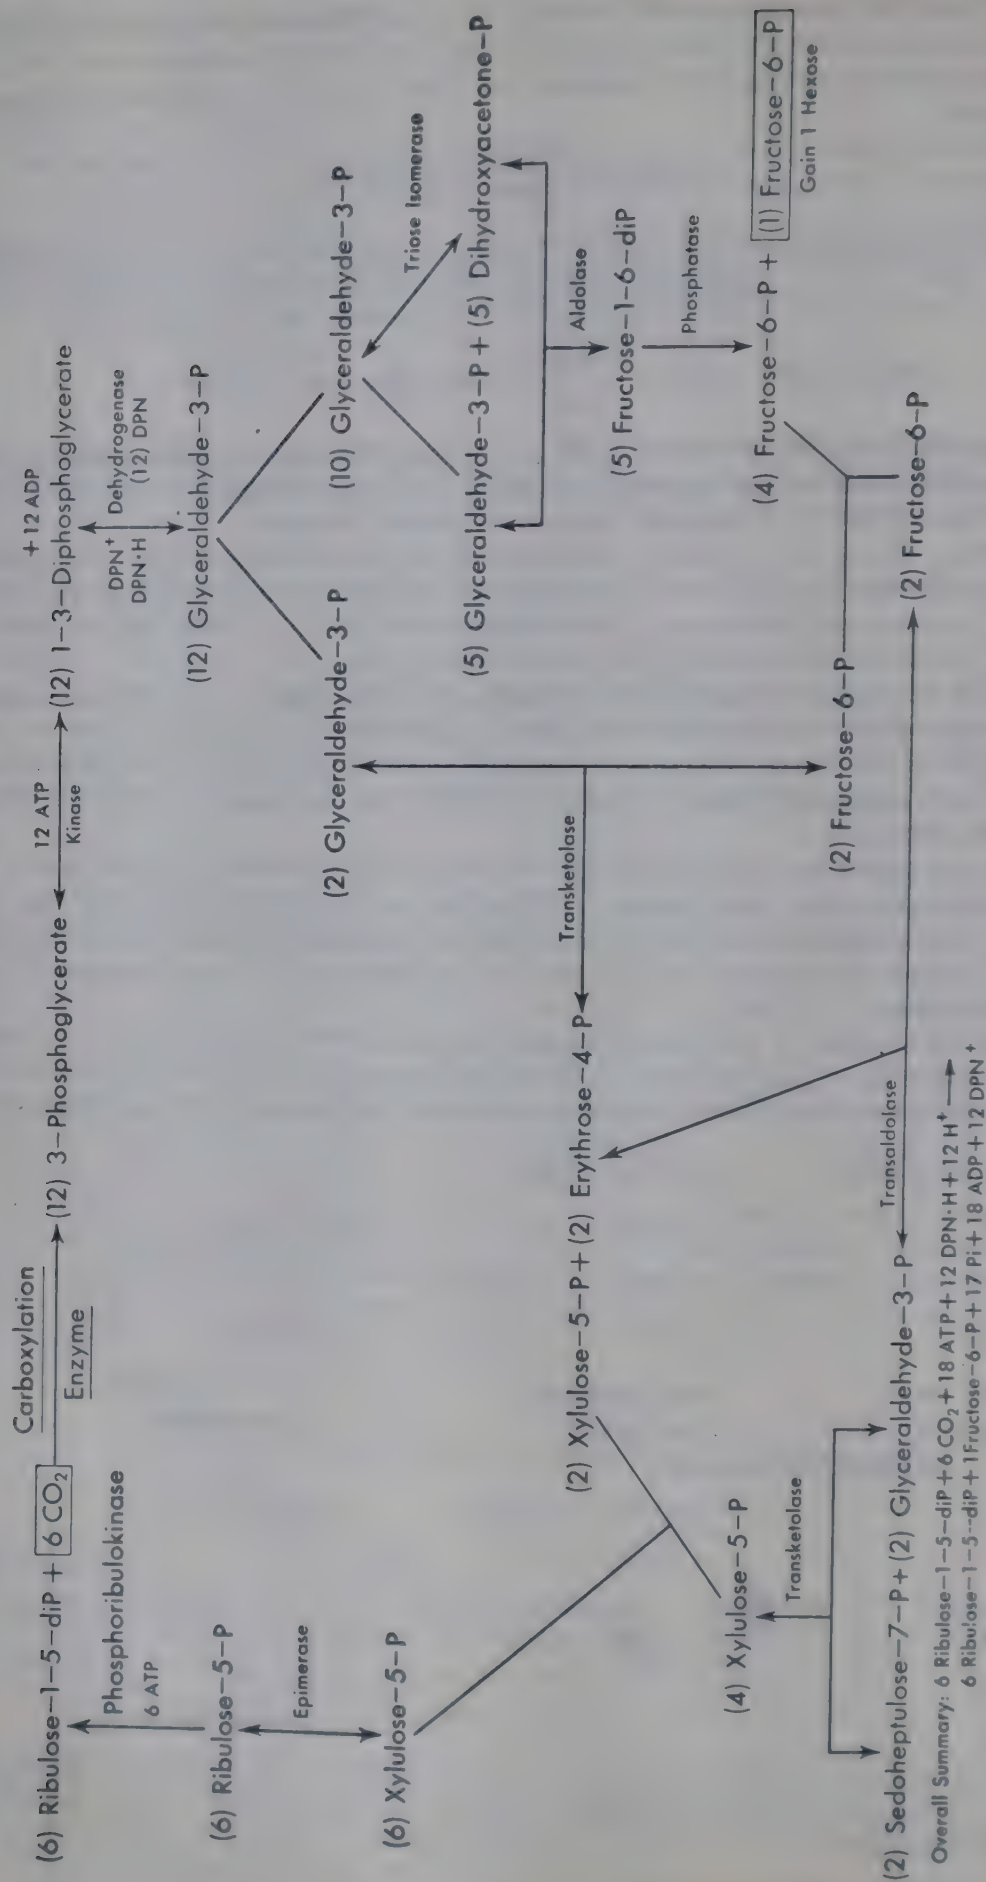 Carboxylation
(6) Ribulose-1-5-diP + 6 CO₂
Enzyme
(12) 3-Phosphoglycerate
12 ATP
Kinase
+12 ADP
(12) 1-3-Diphosphoglycerate
Phosphoribulokinase
6 ATP
DPN⁺
DPN·H
Dehydrogenase
(12) DPN
(6) Ribulose-5-P
(12) Glyceraldehyde-3-P
Epimerase
(6) Xylulose-5-P
(2) Glyceraldehyde-3-P
(10) Glyceraldehyde-3-P
Triose Isomerase
(5) Glyceraldehyde-3-P + (5) Dihydroxyacetone-P
Transketolase
Aldolase
(2) Xylulose-5-P + (2) Erythrose-4-P
(5) Fructose-1-6-diP
Phosphatase
(4) Xylulose-5-P
(4) Fructose-6-P + (1) Fructose-6-P
Gain 1 Hexose
Transketolase
(2) Fructose-6-P
Transaldolase
(2) Sedoheptulose-7-P + (2) Glyceraldehyde-3-P
(2) Fructose-6-P
Overall Summary: 6 Ribulose-1-5-diP + 6 CO₂ + 18 ATP + 12 DPN·H + 12 H⁺ →
6 Ribulose-1-5--diP + 1 Fructose-6-P + 17 Pi + 18 ADP + 12 DPN⁺